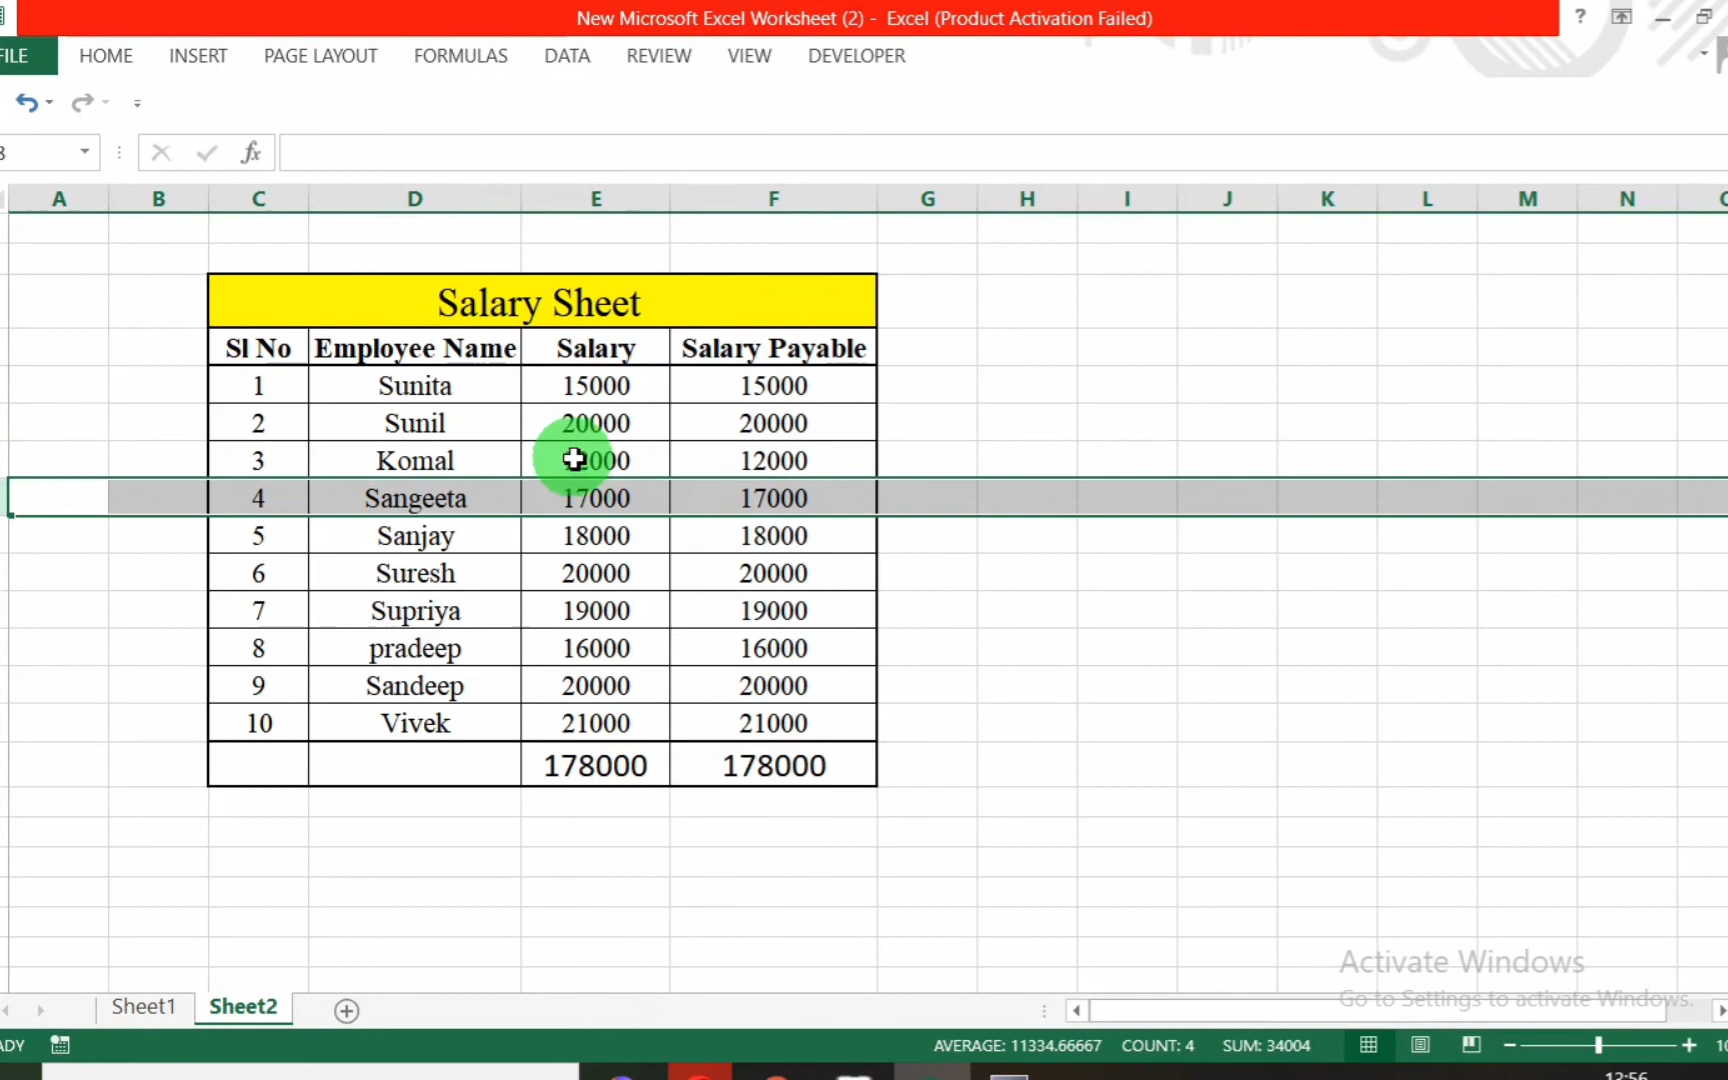 New Microsoft Excel Worksheet (2) - Excel (Product Activation Failed)
?
FILE HOME INSERT PAGE LAYOUT FORMULAS DATA REVIEW VIEW DEVELOPER
fx
A B C D E F G H I J K L M N
Salary Sheet
Sl No Employee Name Salary Salary Payable
1 Sunita 15000 15000
2 Sunil 20000 20000
3 Komal 12000
4 Sangeeta 17000 17000
5 Sanjay 18000 18000
6 Suresh 20000 20000
7 Supriya 19000 19000
8 pradeep 16000 16000
9 Sandeep 20000 20000
10 Vivek 21000 21000
178000 178000
Activate Windows
Go to Settings to activate Windows.
Sheet1 Sheet2
AVERAGE: 11334.66667 COUNT: 4 SUM: 34004